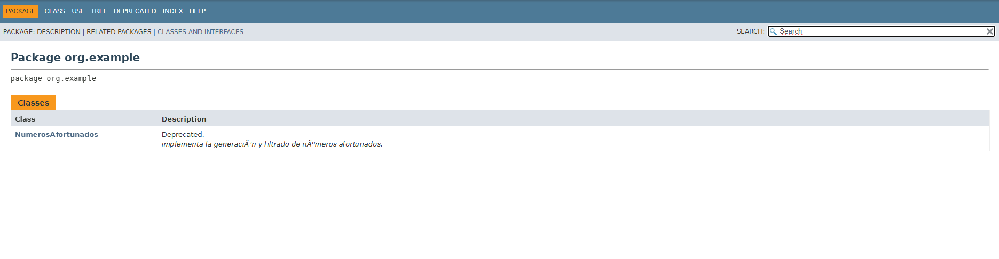 PACKAGE CLASS USE TREE DEPRECATED INDEX HELP
PACKAGE: DESCRIPTION | RELATED PACKAGES | CLASSES AND INTERFACES SEARCH: Search
Package org.example
package org.example
Classes
Class Description
NumerosAfortunados Deprecated.
implementa la generaciÃ³n y filtrado de nÃºmeros afortunados.